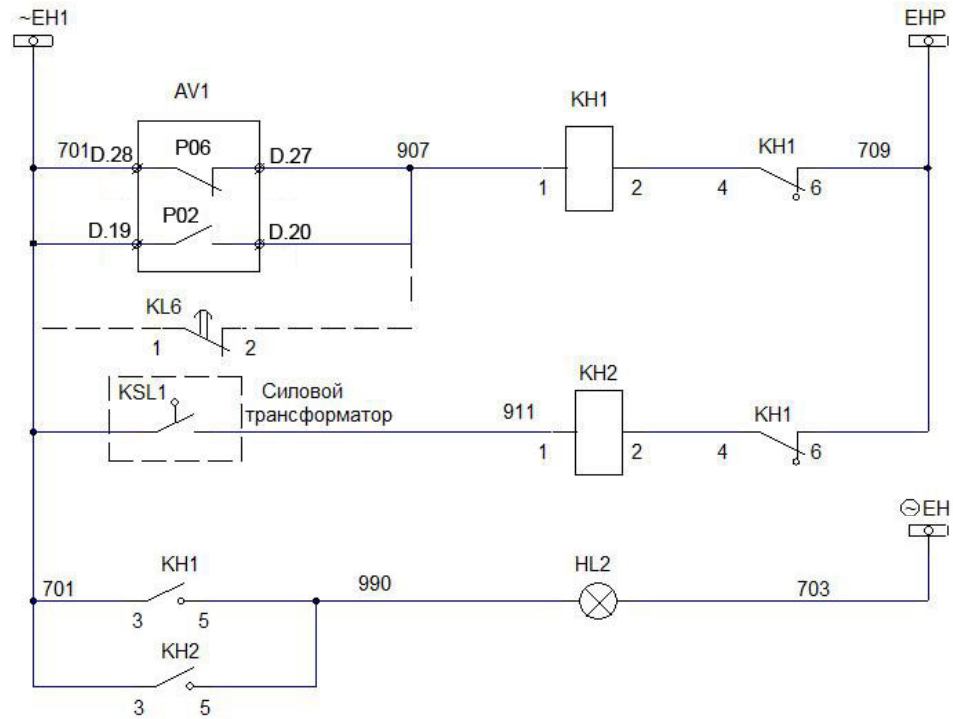 ~EH1
EHP
AV1
KH1
701
D.28
P06
D.27
907
1
2
4
KH1
6
709
D.19
P02
D.20
KL6
1
2
KSL1
Силовой
трансформатор
911
KH2
1
2
4
KH1
6
~EH
701
KH1
3
5
990
HL2
703
KH2
3
5